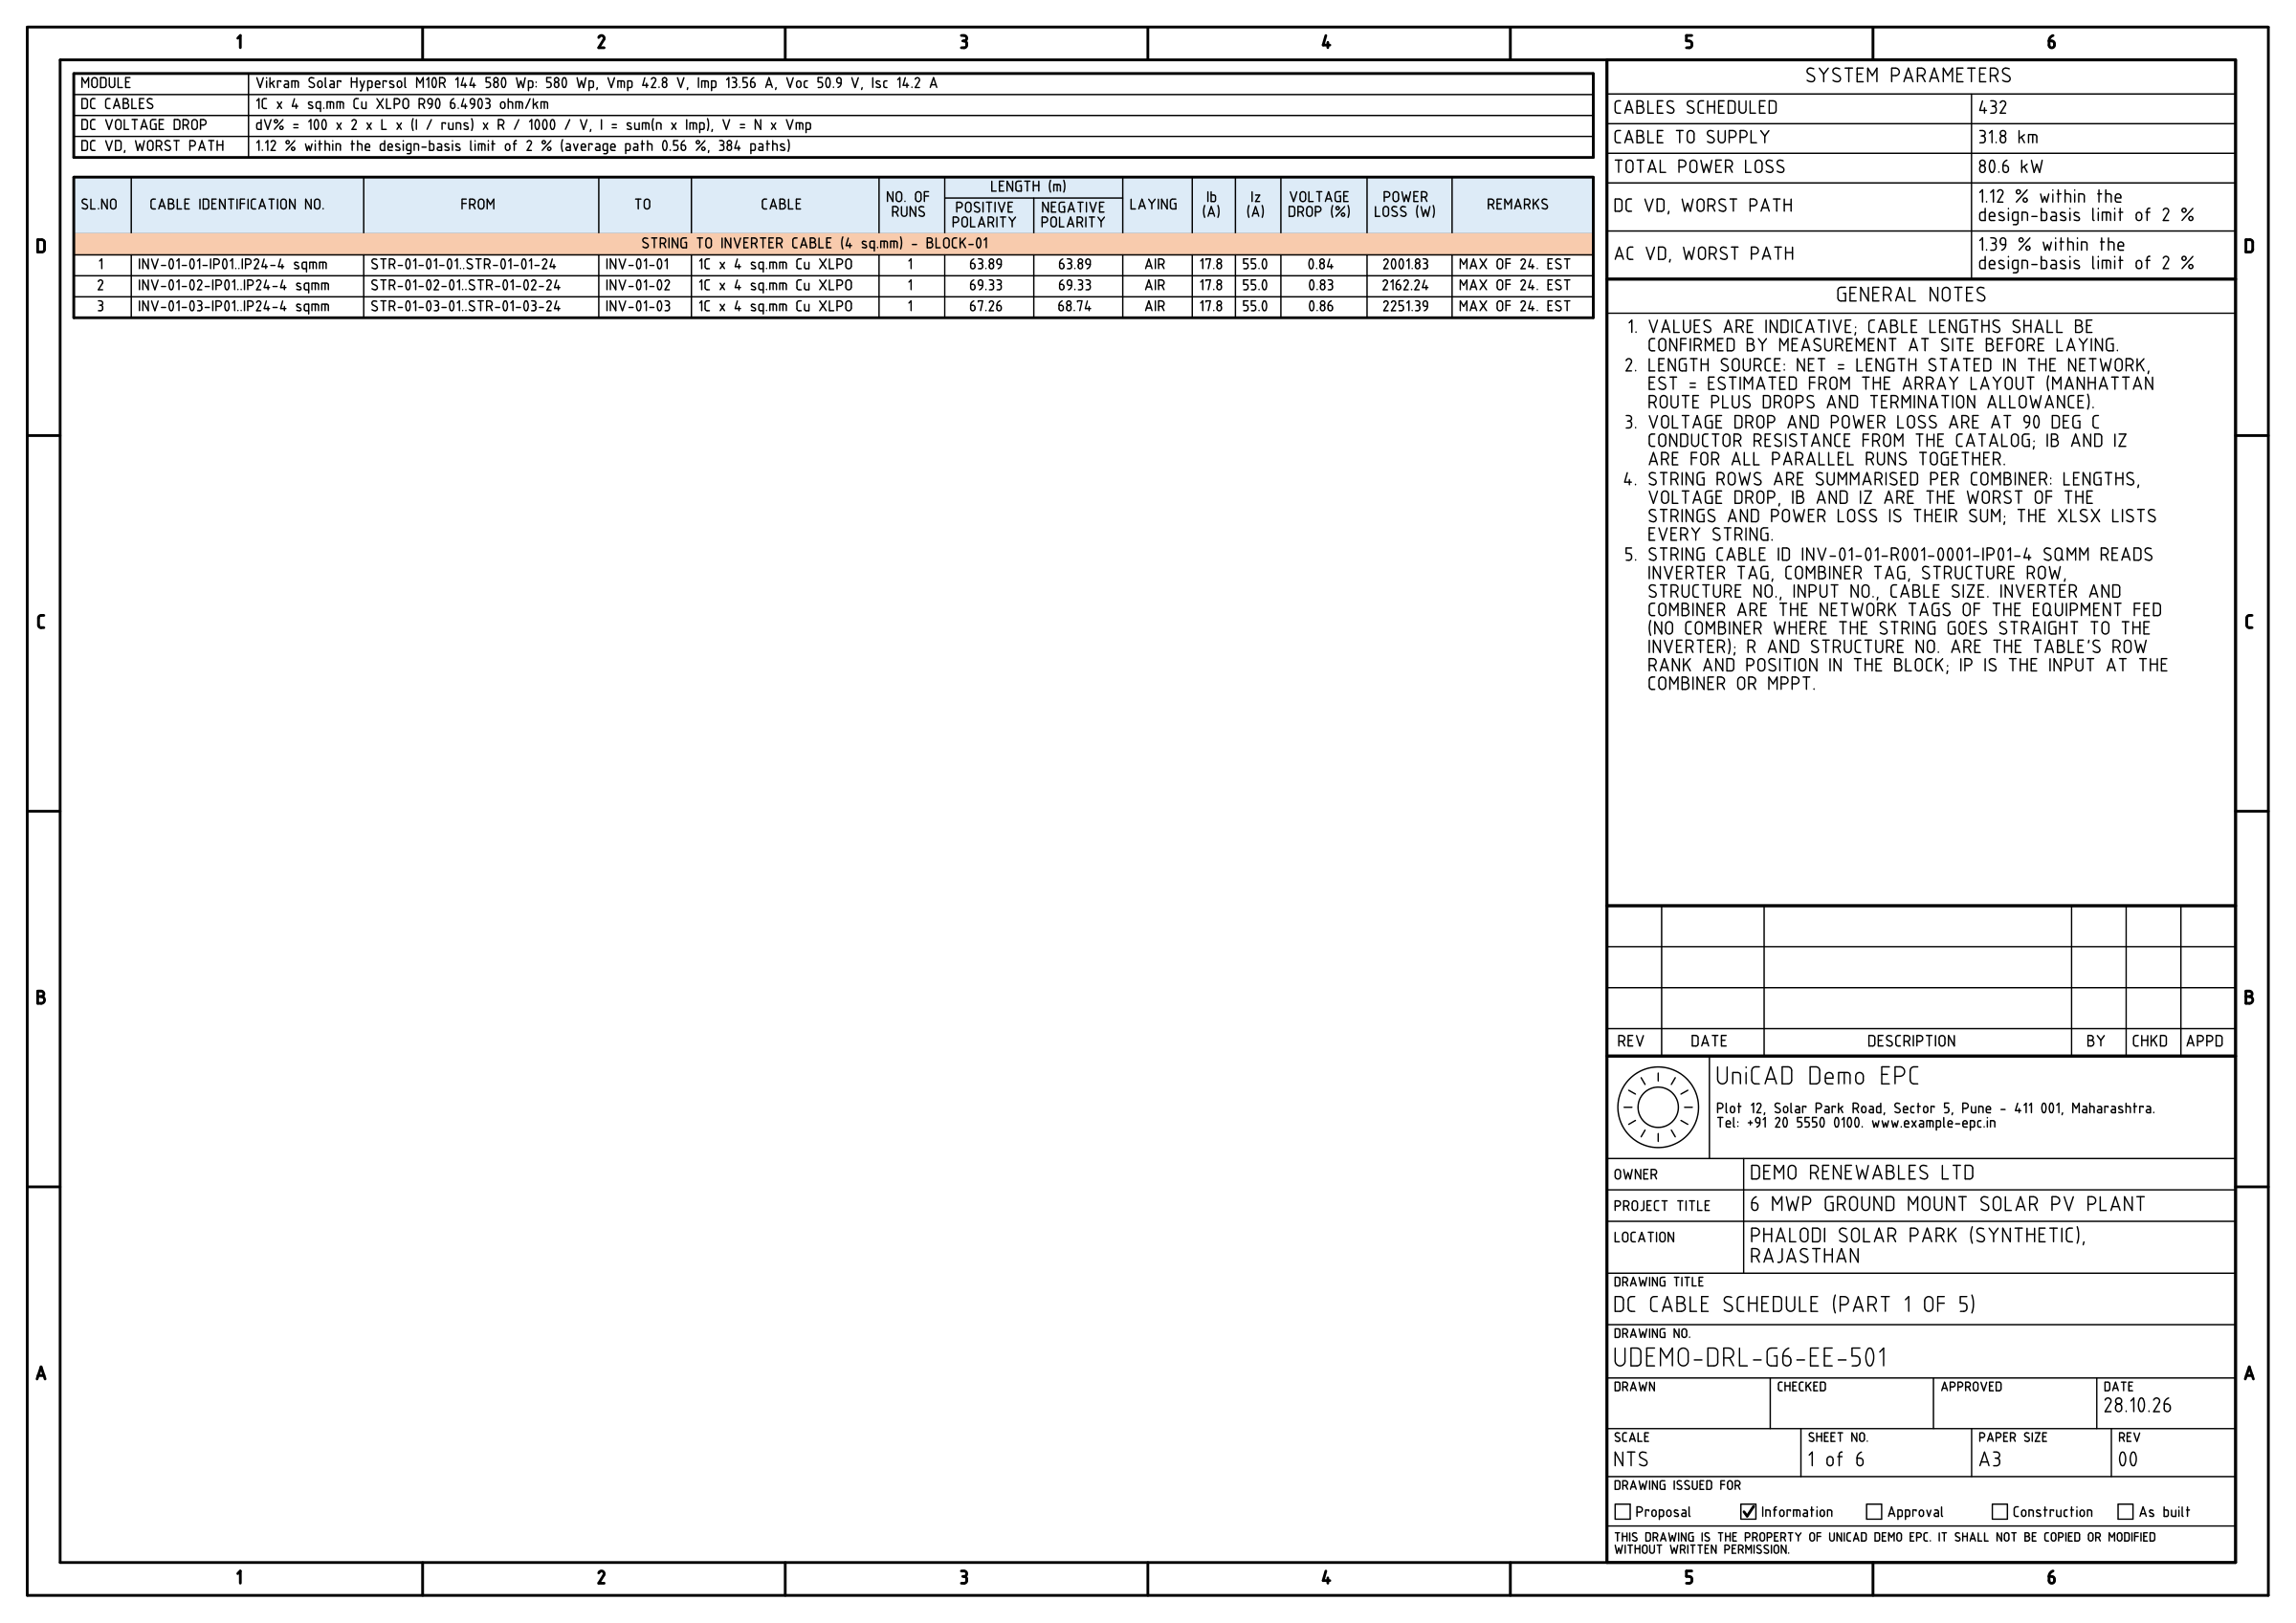 1 2 3 4 5 6
MODULE Vikram Solar Hypersol M10R 144 580 Wp: 580 Wp, Vmp 42.8 V, Imp 13.56 A, Voc 50.9 V, Isc 14.2 A
DC CABLES 1C x 4 sq.mm Cu XLPO R90 6.4903 ohm/km
DC VOLTAGE DROP dV% = 100 x 2 x L x (I / runs) x R / 1000 / V, I = sum(n x Imp), V = N x Vmp
DC VD, WORST PATH 1.12 % within the design-basis limit of 2 % (average path 0.56 %, 384 paths)
SL.NO CABLE IDENTIFICATION NO. FROM TO CABLE NO. OF RUNS LENGTH (m) POSITIVE POLARITY NEGATIVE POLARITY LAYING Ib (A) Iz (A) VOLTAGE DROP (%) POWER LOSS (W) REMARKS
STRING TO INVERTER CABLE (4 sq.mm) - BLOCK-01
1 INV-01-01-IP01..IP24-4 sqmm STR-01-01-01..STR-01-01-24 INV-01-01 1C x 4 sq.mm Cu XLPO 1 63.89 63.89 AIR 17.8 55.0 0.84 2001.83 MAX OF 24. EST
2 INV-01-02-IP01..IP24-4 sqmm STR-01-02-01..STR-01-02-24 INV-01-02 1C x 4 sq.mm Cu XLPO 1 69.33 69.33 AIR 17.8 55.0 0.83 2162.24 MAX OF 24. EST
3 INV-01-03-IP01..IP24-4 sqmm STR-01-03-01..STR-01-03-24 INV-01-03 1C x 4 sq.mm Cu XLPO 1 67.26 68.74 AIR 17.8 55.0 0.86 2251.39 MAX OF 24. EST
SYSTEM PARAMETERS
CABLES SCHEDULED 432
CABLE TO SUPPLY 31.8 km
TOTAL POWER LOSS 80.6 kW
DC VD, WORST PATH 1.12 % within the
design-basis limit of 2 %
AC VD, WORST PATH 1.39 % within the
design-basis limit of 2 %
GENERAL NOTES
1. VALUES ARE INDICATIVE; CABLE LENGTHS SHALL BE
CONFIRMED BY MEASUREMENT AT SITE BEFORE LAYING.
2. LENGTH SOURCE: NET = LENGTH STATED IN THE NETWORK,
EST = ESTIMATED FROM THE ARRAY LAYOUT (MANHATTAN
ROUTE PLUS DROPS AND TERMINATION ALLOWANCE).
3. VOLTAGE DROP AND POWER LOSS ARE AT 90 DEG C
CONDUCTOR RESISTANCE FROM THE CATALOG; IB AND IZ
ARE FOR ALL PARALLEL RUNS TOGETHER.
4. STRING ROWS ARE SUMMARISED PER COMBINER: LENGTHS,
VOLTAGE DROP, IB AND IZ ARE THE WORST OF THE
STRINGS AND POWER LOSS IS THEIR SUM; THE XLSX LISTS
EVERY STRING.
5. STRING CABLE ID INV-01-01-R001-0001-IP01-4 SQMM READS
INVERTER TAG, COMBINER TAG, STRUCTURE ROW,
STRUCTURE NO., INPUT NO., CABLE SIZE. INVERTER AND
COMBINER ARE THE NETWORK TAGS OF THE EQUIPMENT FED
(NO COMBINER WHERE THE STRING GOES STRAIGHT TO THE
INVERTER); R AND STRUCTURE NO. ARE THE TABLE'S ROW
RANK AND POSITION IN THE BLOCK; IP IS THE INPUT AT THE
COMBINER OR MPPT.
D D
C C
B B
A A
REV DATE DESCRIPTION BY CHKD APPD
UniCAD Demo EPC
Plot 12, Solar Park Road, Sector 5, Pune - 411 001, Maharashtra.
Tel: +91 20 5550 0100. www.example-epc.in
OWNER DEMO RENEWABLES LTD
PROJECT TITLE 6 MWP GROUND MOUNT SOLAR PV PLANT
LOCATION PHALODI SOLAR PARK (SYNTHETIC),
RAJASTHAN
DRAWING TITLE
DC CABLE SCHEDULE (PART 1 OF 5)
DRAWING NO.
UDEMO-DRL-G6-EE-501
DRAWN CHECKED APPROVED DATE
28.10.26
SCALE SHEET NO. PAPER SIZE REV
NTS 1 of 6 A3 00
DRAWING ISSUED FOR
Proposal Information Approval Construction As built
THIS DRAWING IS THE PROPERTY OF UNICAD DEMO EPC. IT SHALL NOT BE COPIED OR MODIFIED
WITHOUT WRITTEN PERMISSION.
1 2 3 4 5 6